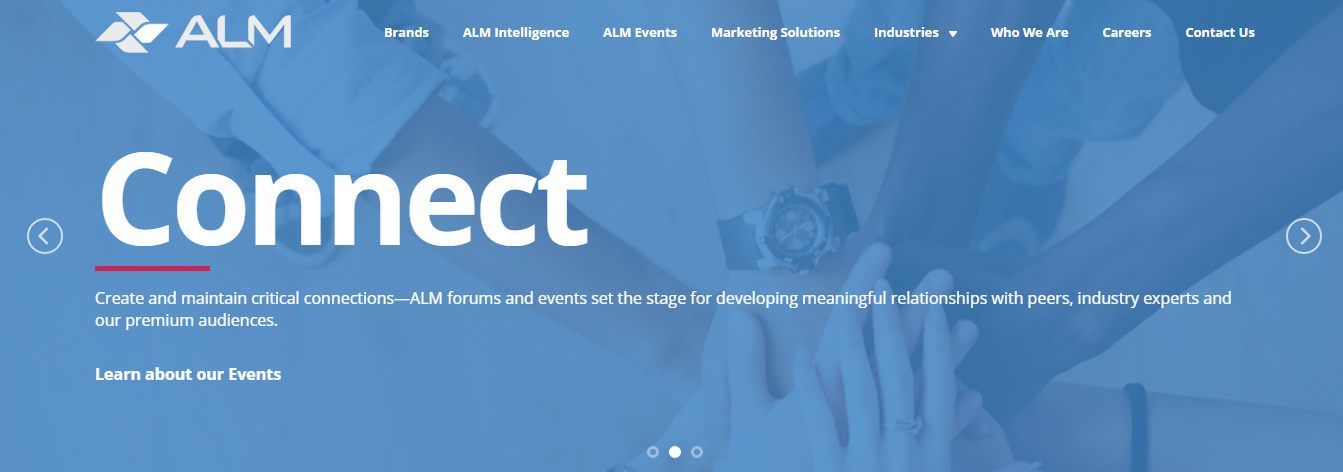 ALM
Brands ALM Intelligence ALM Events Marketing Solutions Industries Who We Are Careers Contact Us
Connect
Create and maintain critical connections—ALM forums and events set the stage for developing meaningful relationships with peers, industry experts and
our premium audiences.
Learn about our Events